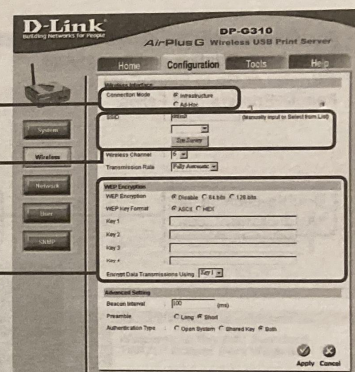 D-Link
Building Networks for People
DP-G310
AirPlus G Wireless USB Print Server
Home Configuration Tools Help
Wireless Interface
Connection Mode Infrastructure
Ad-Hoc
SSID (Manually input to Select from List)
System
Site Survey
Wireless
Wireless Channel 6
Transmission Rate Fully Automatic
Network
WEP Encryption
WEP Encryption Disable 64 bits 128-bits
WEP Key Format ASCII HEX
User
Key 1
Key 2
SNMP
Key 3
Key 4
Encrypt Data Transmissions Using Key 1
Advanced Setting
Beacon Interval 100 (ms)
Preamble Long Short
Authentication Type Open System Shared Key Both
Apply Cancel